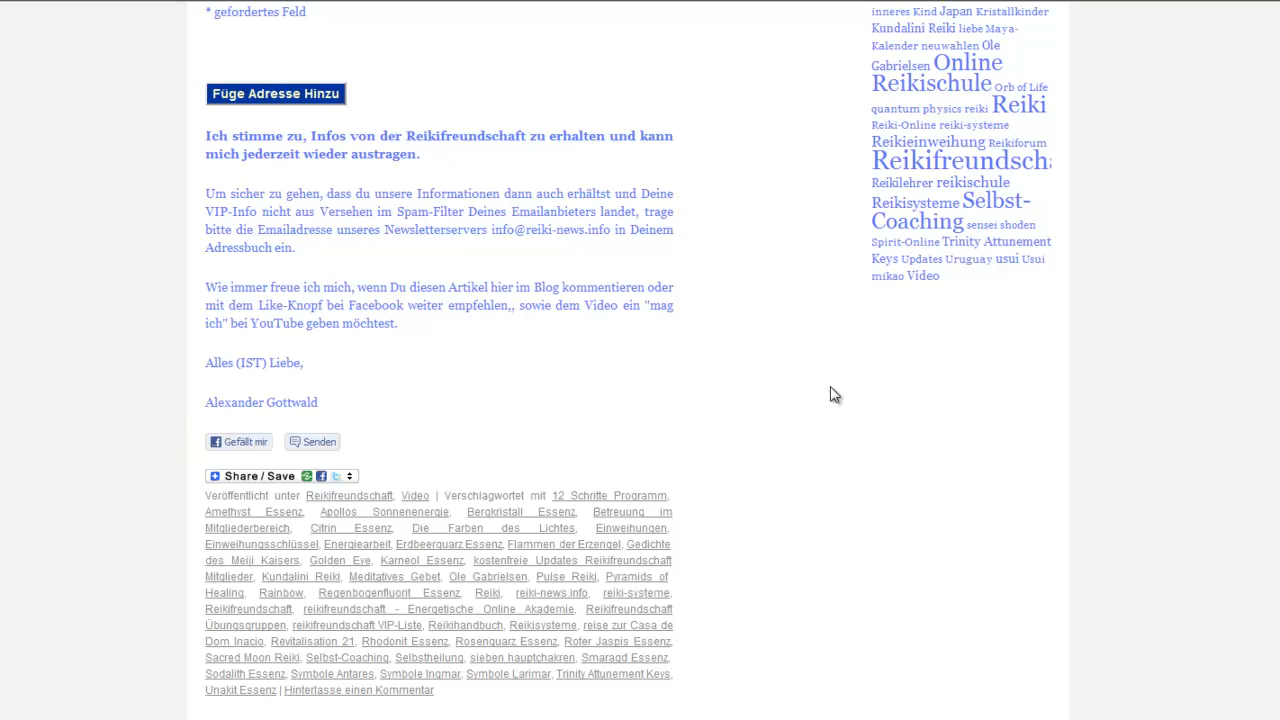 * gefordertes Feld
Füge Adresse Hinzu
Ich stimme zu, Infos von der Reikifreundschaft zu erhalten und kann
mich jederzeit wieder austragen.
Um sicher zu gehen, dass du unsere Informationen dann auch erhältst und Deine
VIP-Info nicht aus Versehen im Spam-Filter Deines Emailanbieters landet, trage
bitte die Emailadresse unseres Newsletterservers info@reiki-news.info in Deinem
Adressbuch ein.
Wie immer freue ich mich, wenn Du diesen Artikel hier im Blog kommentieren oder
mit dem Like-Knopf bei Facebook weiter empfehlen,, sowie dem Video ein "mag
ich" bei YouTube geben möchtest.
Alles (IST) Liebe,
Alexander Gottwald
Gefällt mir Senden
Share / Save
Veröffentlicht unter Reikifreundschaft, Video | Verschlagwortet mit 12 Schritte Programm,
Amethyst Essenz, Apollos Sonnenenergie, Bergkristall Essenz, Betreuung im
Mitgliederbereich, Citrin Essenz, Die Farben des Lichtes, Einweihungen,
Einweihungsschlüssel, Energiearbeit, Erdbeerquarz Essenz, Flammen der Erzengel, Gedichte
des Meiji Kaisers, Golden Eye, Karneol Essenz, kostenfreie Updates Reikifreundschaft
Mitglieder, Kundalini Reiki, Meditatives Gebet, Ole Gabrielsen, Pulse Reiki, Pyramids of
Healing, Rainbow, Regenbogenfluorit Essenz, Reiki, reiki-news.info, reiki-systeme,
Reikifreundschaft, reikifreundschaft - Energetische Online Akademie, Reikifreundschaft
Übungsgruppen, reikifreundschaft VIP-Liste, Reikihandbuch, Reikisysteme, reise zur Casa de
Dom Inacio, Revitalisation 21, Rhodonit Essenz, Rosenquarz Essenz, Roter Jaspis Essenz,
Sacred Moon Reiki, Selbst-Coaching, Selbstheilung, sieben hauptchakren, Smaragd Essenz,
Sodalith Essenz, Symbole Antares, Symbole Ingmar, Symbole Larimar, Trinity Attunement Keys,
Unakit Essenz | Hinterlasse einen Kommentar
inneres Kind Japan Kristallkinder
Kundalini Reiki liebe Maya-
Kalender neuwahlen Ole
Gabrielsen Online
Reikischule Orb of Life
quantum physics reiki Reiki
Reiki-Online reiki-systeme
Reikieinweihung Reikiforum
Reikifreundscha
Reikilehrer reikischule
Reikisysteme Selbst-
Coaching sensei shoden
Spirit-Online Trinity Attunement
Keys Updates Uruguay usui Usui
mikao Video